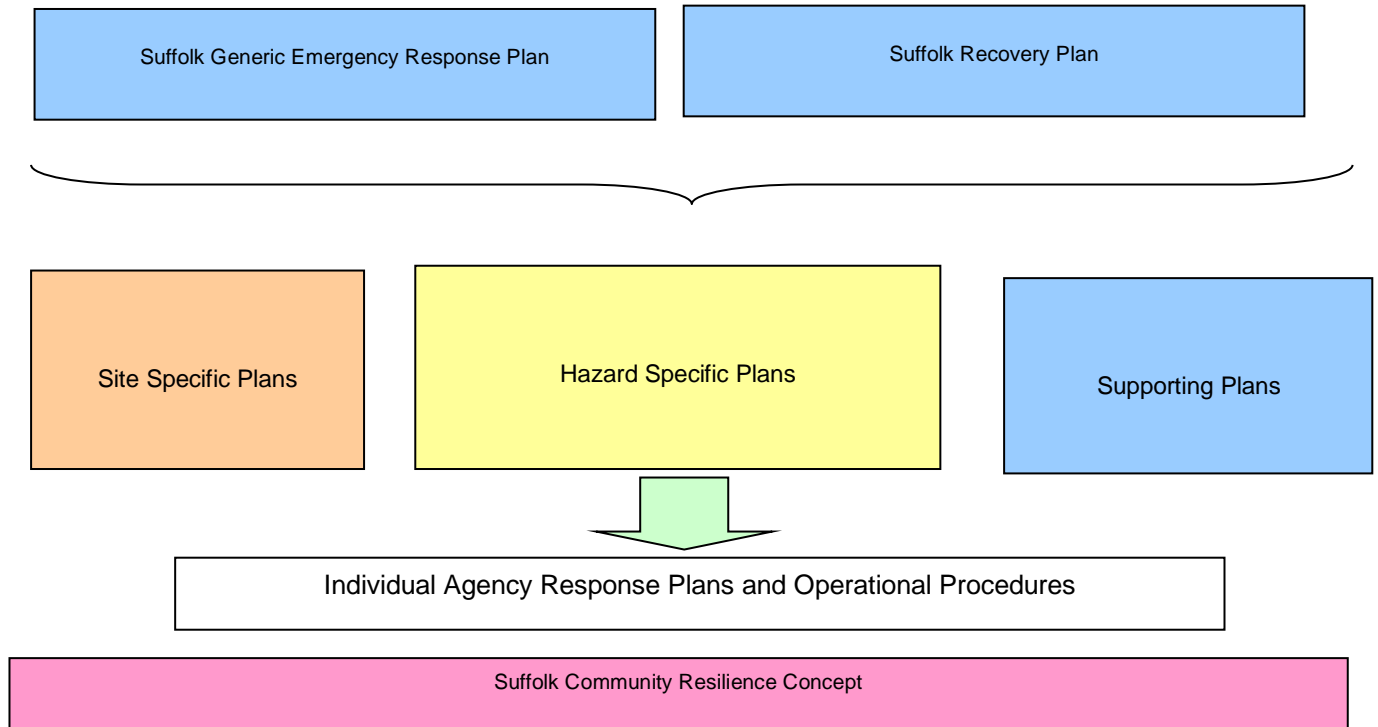 Suffolk Generic Emergency Response Plan
Suffolk Recovery Plan
Site Specific Plans
Hazard Specific Plans
Supporting Plans
Individual Agency Response Plans and Operational Procedures
Suffolk Community Resilience Concept